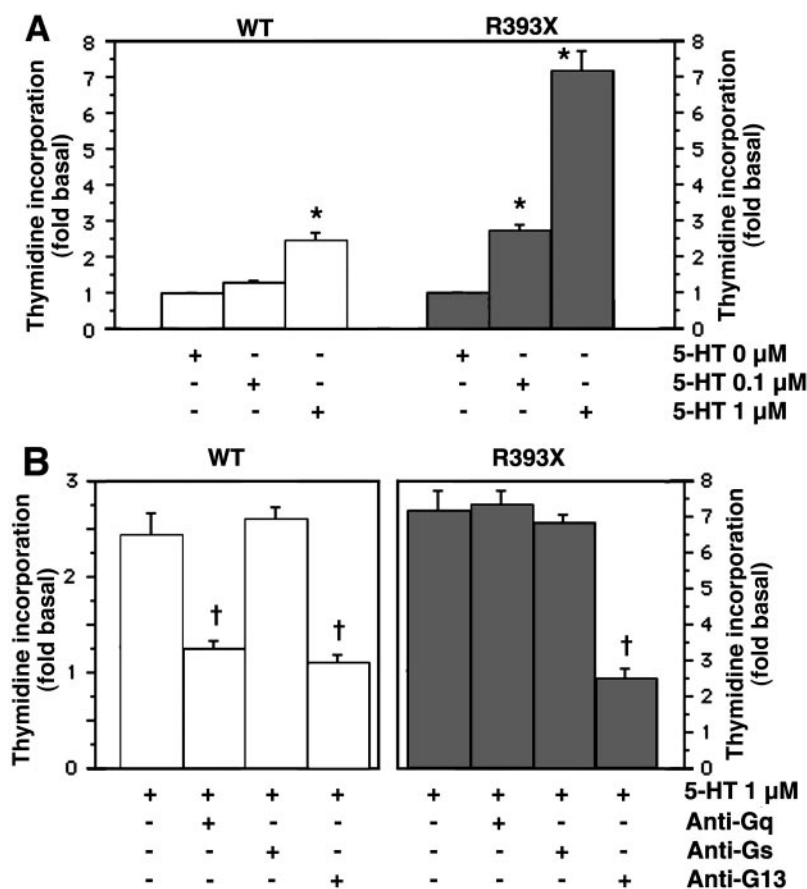 A
WT R393X
Thymidine incorporation
(fold basal)
8
7
6
5
4
3
2
1
0
*
*
*
8
7
6
5
4
3
2
1
0
Thymidine incorporation
(fold basal)
+ - - + - - 5-HT 0 µM
- + - - + - 5-HT 0.1 µM
- - + - - + 5-HT 1 µM
B
WT R393X
Thymidine incorporation
(fold basal)
3
2
1
0
†
†
†
8
7
6
5
4
3
2
1
0
Thymidine incorporation
(fold basal)
+ + + + + + + + 5-HT 1 µM
- + - - - + - - Anti-Gq
- - + - - - + - Anti-Gs
- - - + - - - + Anti-G13